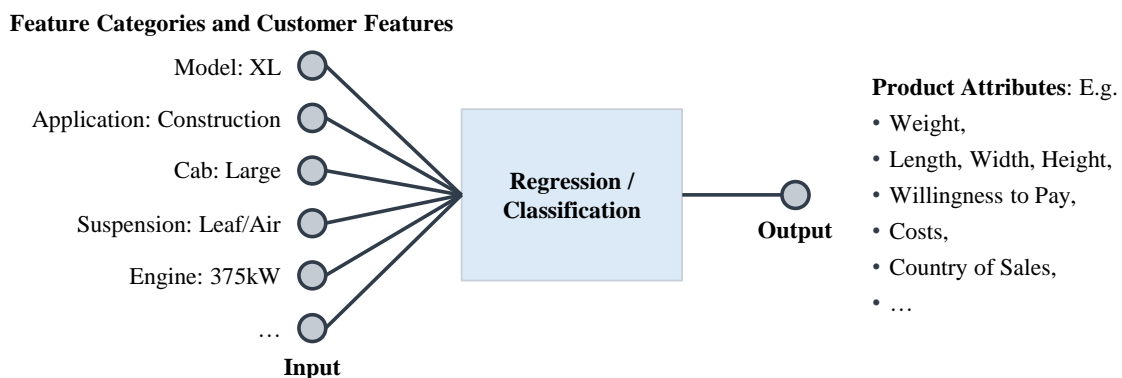 Feature Categories and Customer Features
Model: XL
Application: Construction
Cab: Large
Suspension: Leaf/Air
Engine: 375kW
…
Input
Regression /
Classification
Output
Product Attributes: E.g.
• Weight,
• Length, Width, Height,
• Willingness to Pay,
• Costs,
• Country of Sales,
• …